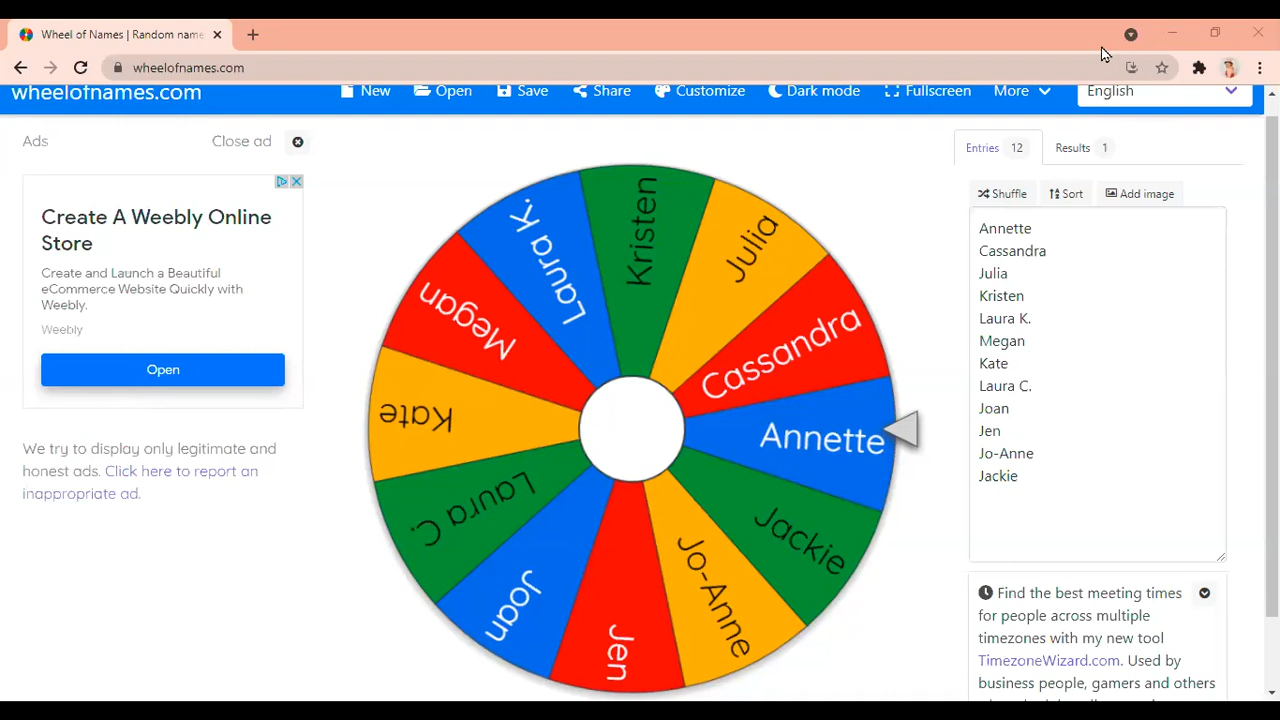 Wheel of Names | Random name
wheelofnames.com
wheelofnames.com
New
Open
Save
Share
Customize
Dark mode
Fullscreen
More
English
Ads
Close ad
Create A Weebly Online
Store
Create and Launch a Beautiful
eCommerce Website Quickly with
Weebly.
Weebly
Open
We try to display only legitimate and
honest ads. Click here to report an
inappropriate ad.
Kristen
Julia
Cassandra
Annette
Jackie
Jo-Anne
Jen
Joan
Laura C.
Kate
Megan
Laura K.
Entries 12
Results 1
Shuffle
Sort
Add image
Annette
Cassandra
Julia
Kristen
Laura K.
Megan
Kate
Laura C.
Joan
Jen
Jo-Anne
Jackie
Find the best meeting times
for people across multiple
timezones with my new tool
TimezoneWizard.com. Used by
business people, gamers and others